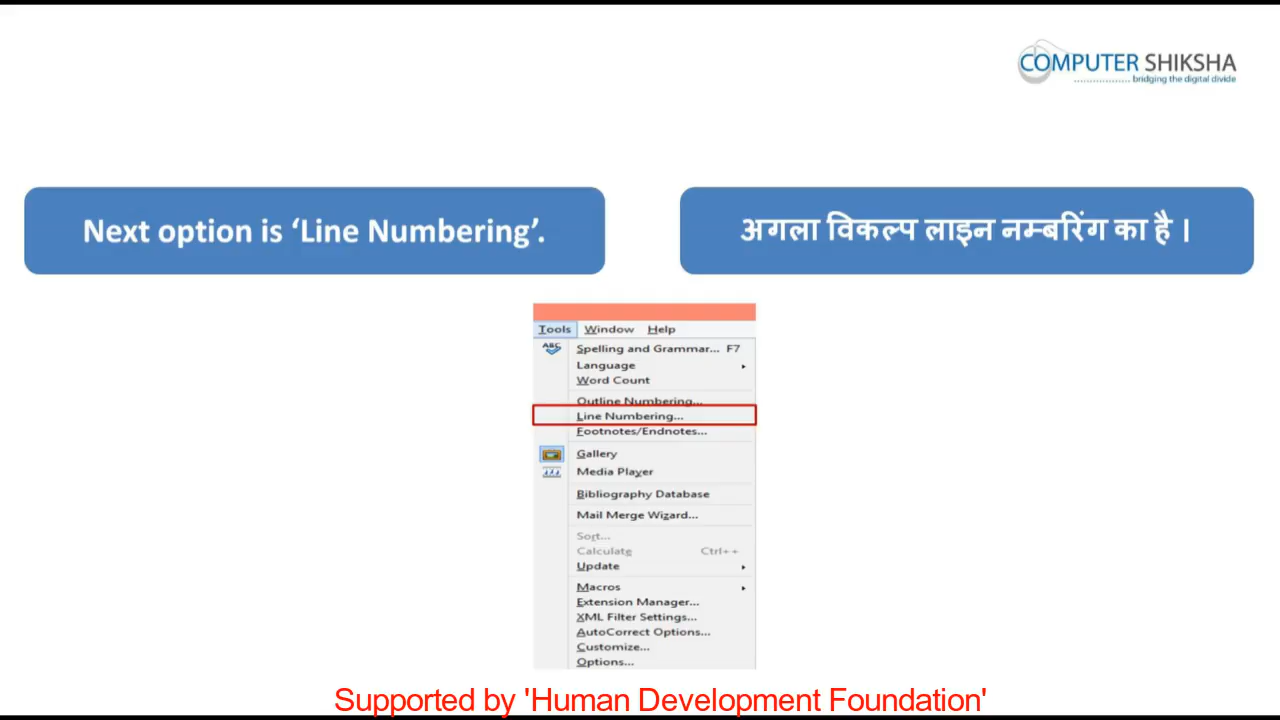 COMPUTER SHIKSHA
bridging the digital divide
Next option is ‘Line Numbering’.
अगला विकल्प लाइन नम्बरिंग का है ।
Tools Window Help
ABC Spelling and Grammar... F7
Language
Word Count
Outline Numbering...
Line Numbering...
Footnotes/Endnotes...
Gallery
Media Player
Bibliography Database
Mail Merge Wizard...
Sort...
Calculate Ctrl++
Update
Macros
Extension Manager...
XML Filter Settings...
AutoCorrect Options...
Customize...
Options...
Supported by 'Human Development Foundation'